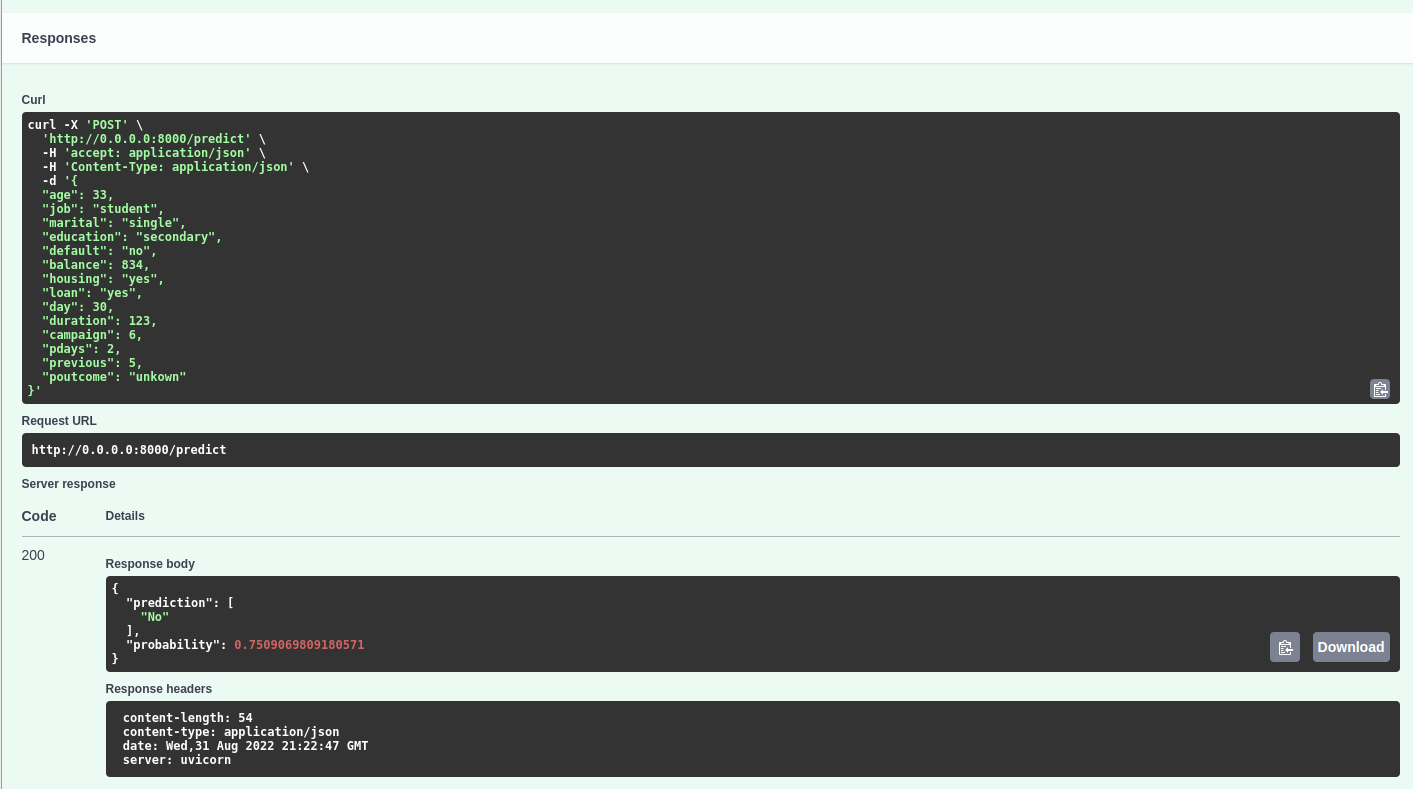 Responses
Curl
curl -X 'POST' \
  'http://0.0.0.0:8000/predict' \
  -H 'accept: application/json' \
  -H 'Content-Type: application/json' \
  -d '{
  "age": 33,
  "job": "student",
  "marital": "single",
  "education": "secondary",
  "default": "no",
  "balance": 834,
  "housing": "yes",
  "loan": "yes",
  "day": 30,
  "duration": 123,
  "campaign": 6,
  "pdays": 2,
  "previous": 5,
  "poutcome": "unkown"
}'
Request URL
http://0.0.0.0:8000/predict
Server response
Code Details
200
Response body
{
  "prediction": [
    "No"
  ],
  "probability": 0.7509069809180571
}
Download
Response headers
content-length: 54
content-type: application/json
date: Wed,31 Aug 2022 21:22:47 GMT
server: uvicorn